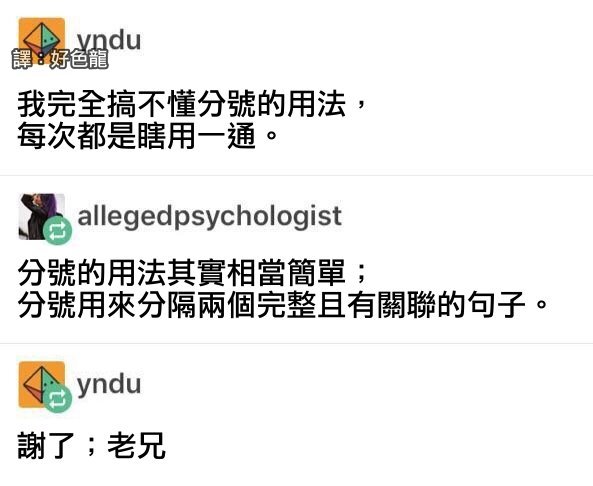 yndu
譯：好色龍
我完全搞不懂分號的用法，
每次都是瞎用一通。
allegedpsychologist
分號的用法其實相當簡單；
分號用來分隔兩個完整且有關聯的句子。
yndu
謝了；老兄